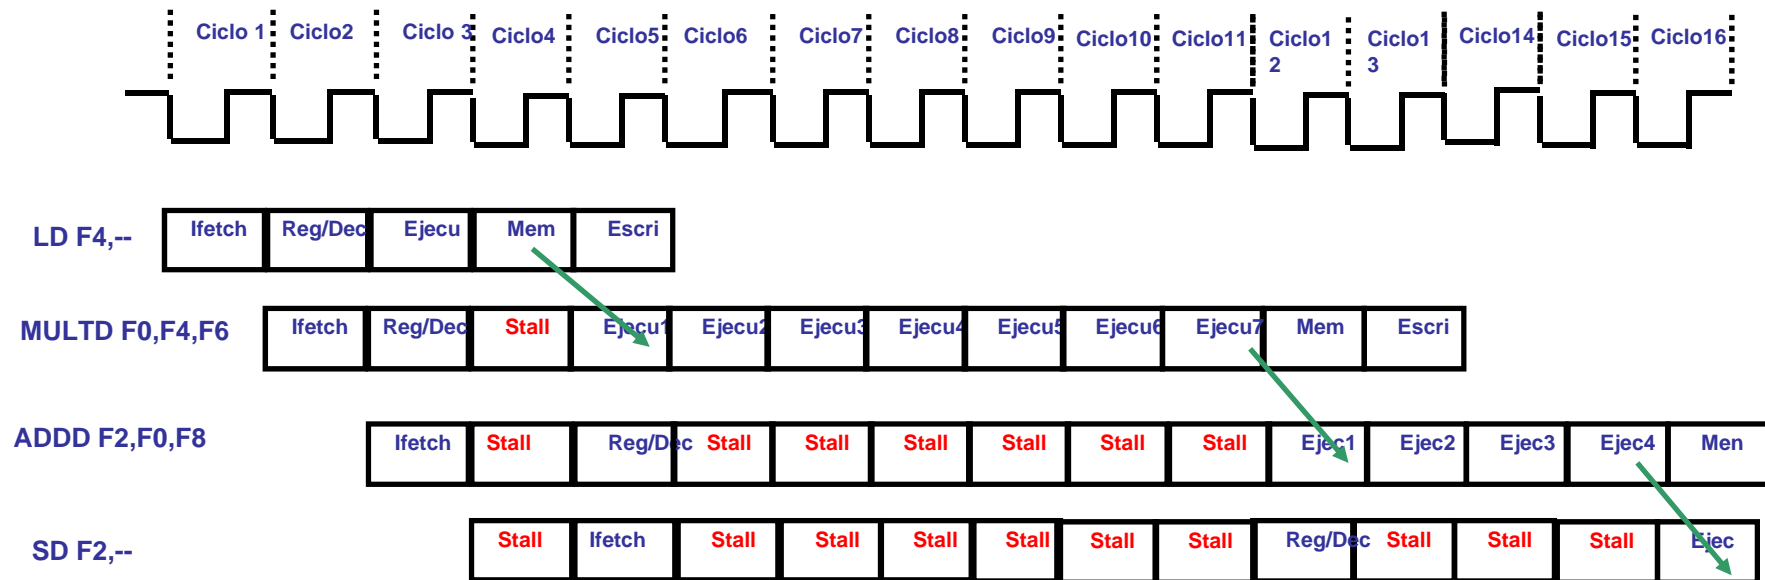 Ciclo 1 Ciclo2 Ciclo 3 Ciclo4 Ciclo5 Ciclo6 Ciclo7 Ciclo8 Ciclo9 Ciclo10 Ciclo11 Ciclo1 Ciclo1 Ciclo14 Ciclo15 Ciclo16
2 3
LD F4,-- Ifetch Reg/Dec Ejecu Mem Escri
MULTD F0,F4,F6 Ifetch Reg/Dec Stall Ejecu1 Ejecu2 Ejecu3 Ejecu4 Ejecu5 Ejecu6 Ejecu7 Mem Escri
ADDD F2,F0,F8 Ifetch Stall Reg/Dec Stall Stall Stall Stall Stall Stall Ejec1 Ejec2 Ejec3 Ejec4 Men
SD F2,-- Stall Ifetch Stall Stall Stall Stall Stall Stall Reg/Dec Stall Stall Stall Ejec